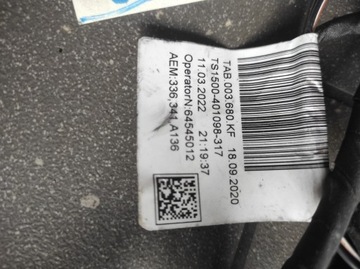 TAB.003.680.KF 18.09.2020
TS1500-401098-317
11.03.2022 21:19:37
OperatorN:64545012
AEM:336,341,A136